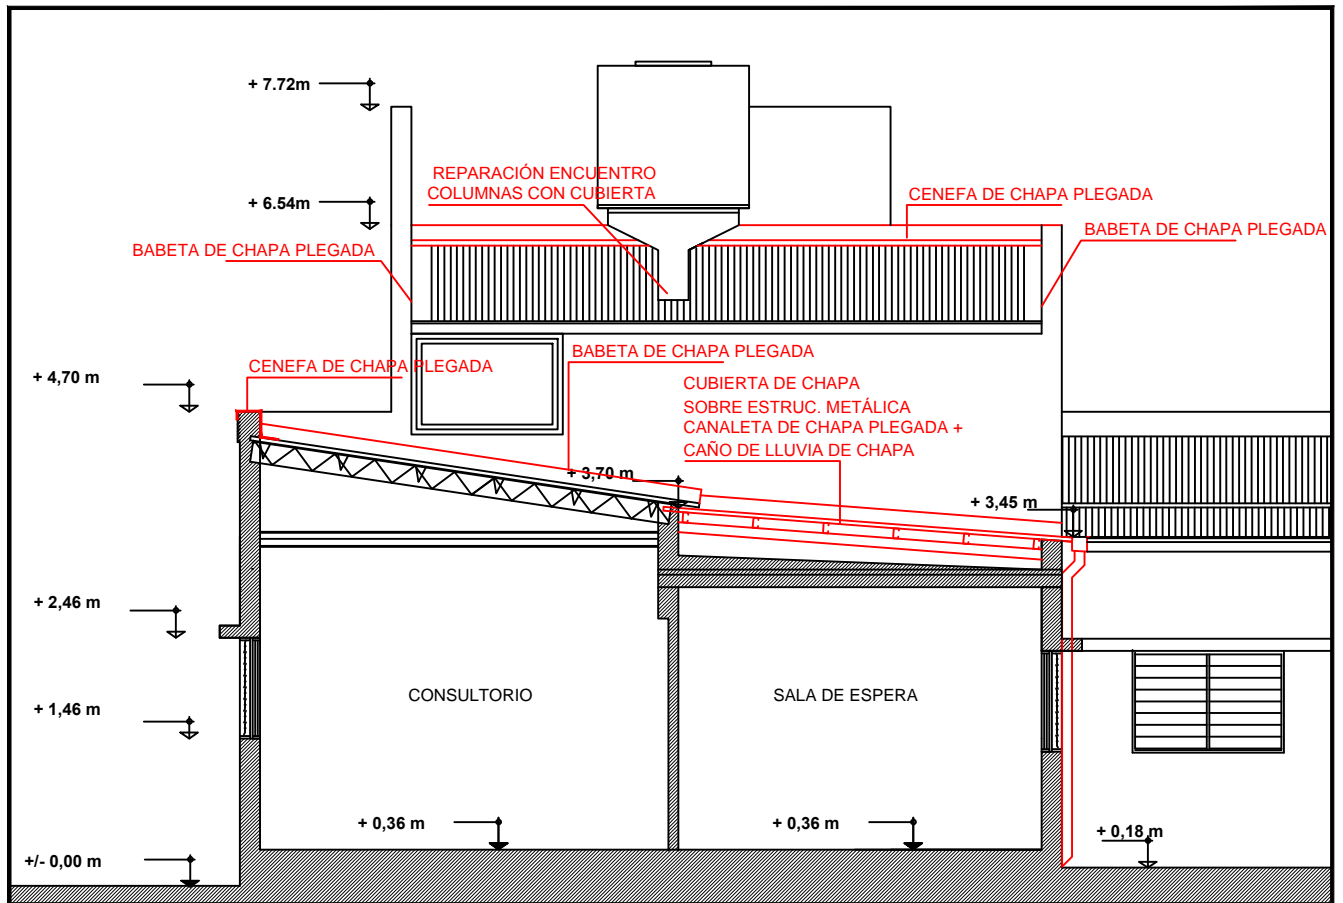 + 7.72m
REPARACIÓN ENCUENTRO
COLUMNAS CON CUBIERTA
CENEFA DE CHAPA PLEGADA
+ 6.54m
BABETA DE CHAPA PLEGADA
BABETA DE CHAPA PLEGADA
BABETA DE CHAPA PLEGADA
CENEFA DE CHAPA PLEGADA
+ 4,70 m
CUBIERTA DE CHAPA
SOBRE ESTRUC. METÁLICA
CANALETA DE CHAPA PLEGADA +
CAÑO DE LLUVIA DE CHAPA
+ 3,70 m
+ 3,45 m
+ 2,46 m
CONSULTORIO
SALA DE ESPERA
+ 1,46 m
+ 0,36 m
+ 0,36 m
+ 0,18 m
+/- 0,00 m